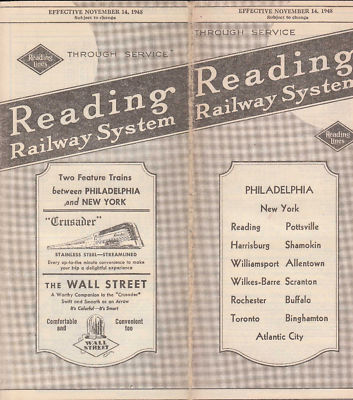 EFFECTIVE NOVEMBER 14, 1948
Subject to change
THROUGH SERVICE
Reading
Lines
Reading
Railway System
Two Feature Trains
between PHILADELPHIA
and NEW YORK
"Crusader"
STAINLESS STEEL—STREAMLINED
Every up-to-the minute convenience to make
your trip a delightful experience
THE WALL STREET
A Worthy Companion to the "Crusader"
Swift and Smooth as an Arrow
It's Colorful—It's Smart
Comfortable
and
Convenient
too
WALL
STREET
EFFECTIVE NOVEMBER 14, 1948
Subject to change
THROUGH SERVICE
Reading
Railway System
Reading
Lines
PHILADELPHIA
New York
Reading Pottsville
Harrisburg Shamokin
Williamsport Allentown
Wilkes-Barre Scranton
Rochester Buffalo
Toronto Binghamton
Atlantic City